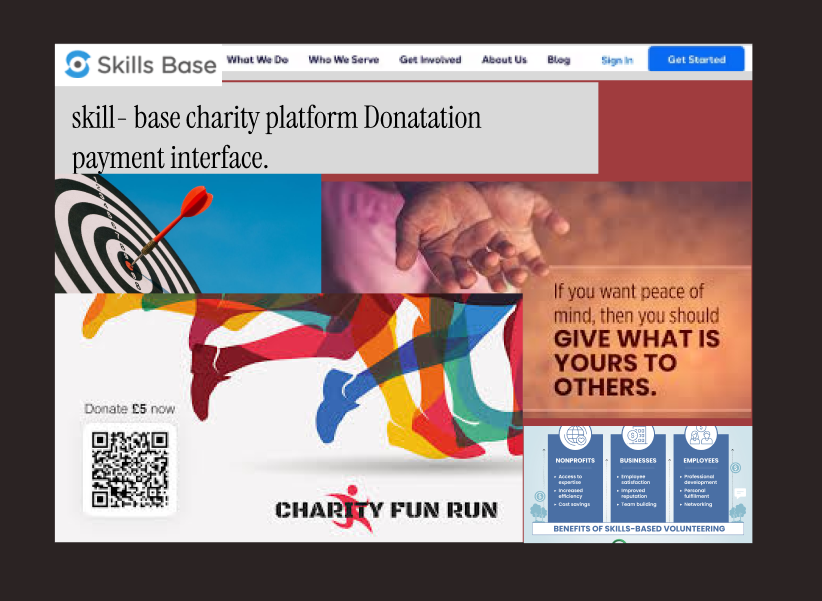 Skills Base
What We Do Who We Serve Get Involved About Us Blog Sign In Get Started
skill- base charity platform Donatation
payment interface.
If you want peace of
mind, then you should
GIVE WHAT IS
YOURS TO
OTHERS.
Donate £5 now
CHARITY FUN RUN
NONPROFITS
• Access to
expertise
• Increased
efficiency
• Cost savings
BUSINESSES
• Employee
satisfaction
• Improved
reputation
• Team building
EMPLOYEES
• Professional
development
• Personal
fulfillment
• Networking
BENEFITS OF SKILLS-BASED VOLUNTEERING